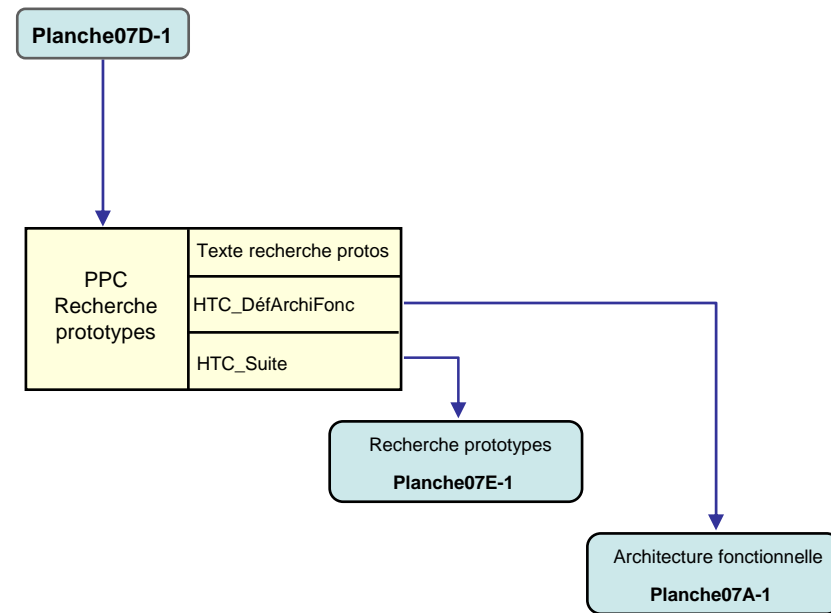 Planche07D-1
PPC
Recherche
prototypes
Texte recherche protos
HTC_DéfArchiFonc
HTC_Suite
Recherche prototypes
Planche07E-1
Architecture fonctionnelle
Planche07A-1